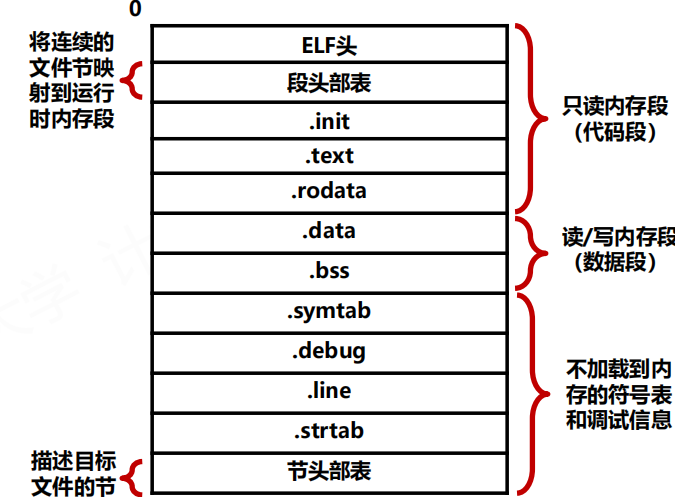 0
将连续的
文件节映
射到运行
时内存段
ELF头
段头部表
.init
.text
.rodata
.data
.bss
.symtab
.debug
.line
.strtab
节头部表
只读内存段
（代码段）
读/写内存段
（数据段）
不加载到内
存的符号表
和调试信息
描述目标
文件的节
大学 计